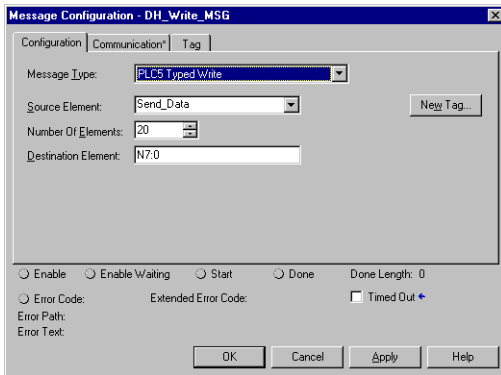 Message Configuration - DH_Write_MSG
Configuration Communication* Tag
Message Type: PLC5 Typed Write
Source Element: Send_Data New Tag...
Number Of Elements: 20
Destination Element: N7:0
Enable Enable Waiting Start Done Done Length: 0
Error Code: Extended Error Code: Timed Out
Error Path:
Error Text:
OK Cancel Apply Help